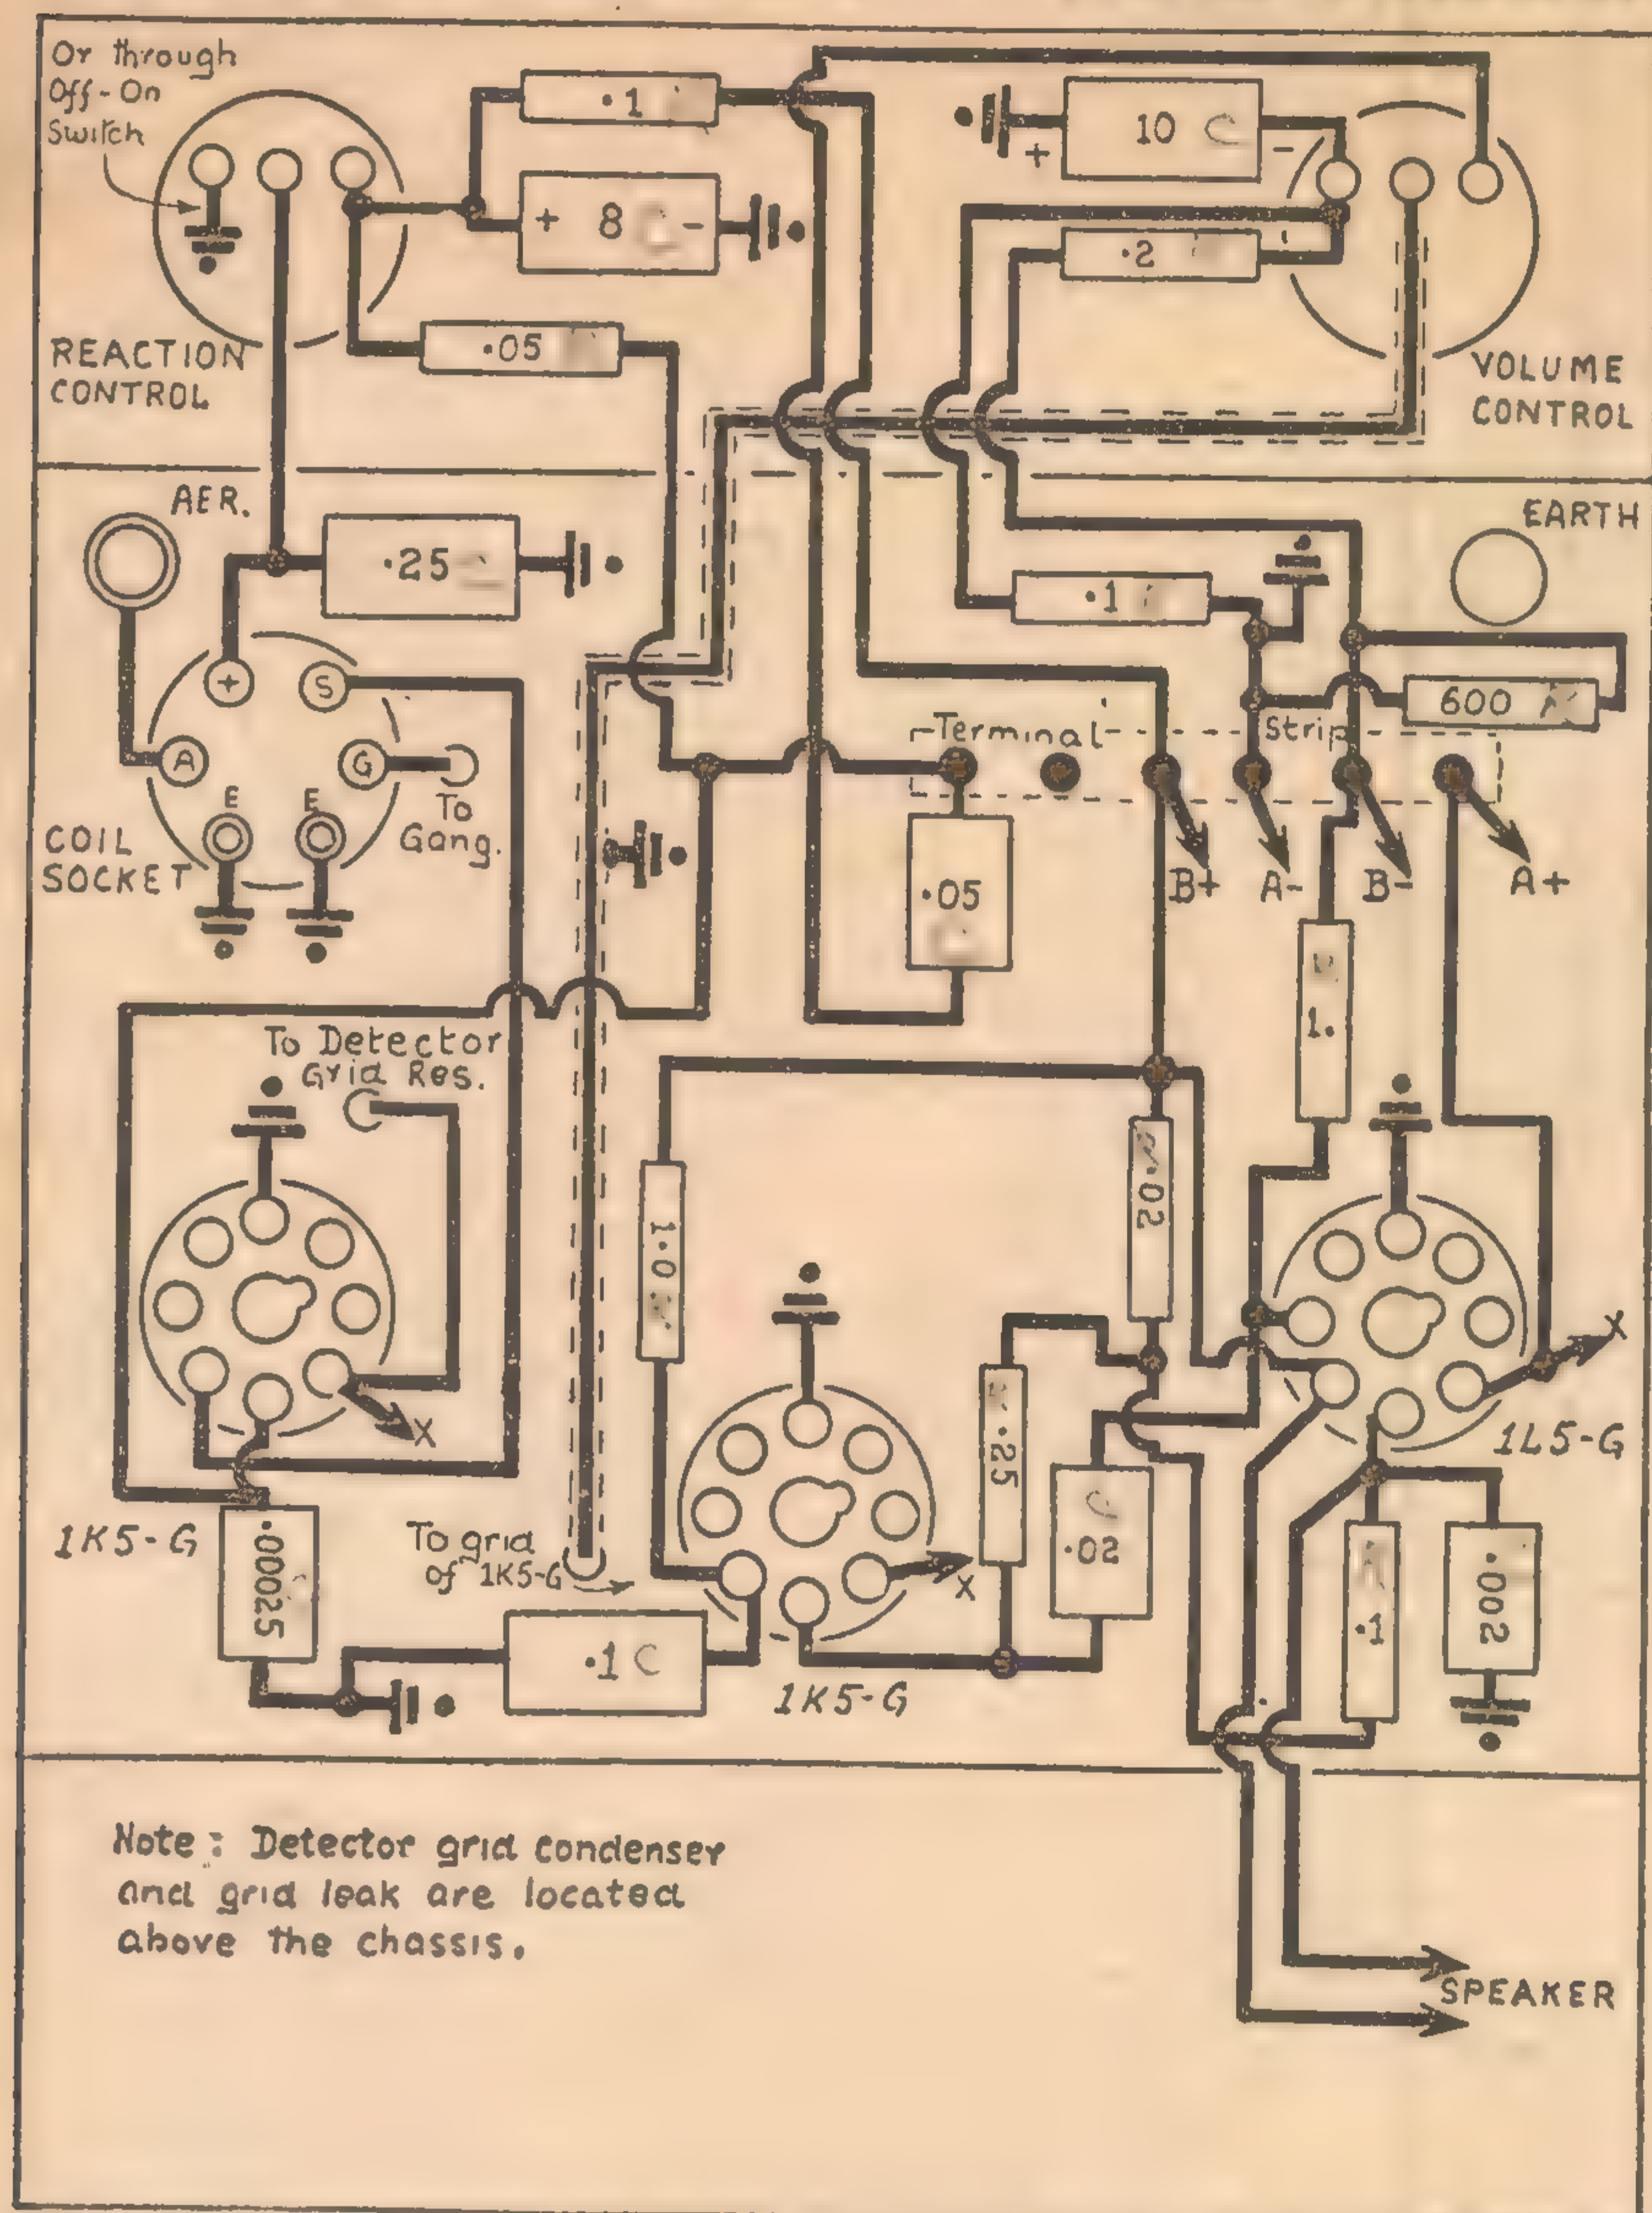 Or through
Off-On
Switch
·1
+ 8 -
10
+ -
·2
·05
REACTION
CONTROL
VOLUME
CONTROL
AER.
·25
EARTH
·1
+
S
A
G
E E
To
Gang.
COIL
SOCKET
600
Terminal Strip
B+ A- B- A+
·05
1.
To Detector
Grid Res.
·02
1·0
X
X
1K5-G
·00025
To grid
of 1K5-G
·1
1K5-G
X
·25
·02
1L5-G
·1
·002
Note: Detector grid condenser
and grid leak are located
above the chassis.
SPEAKER